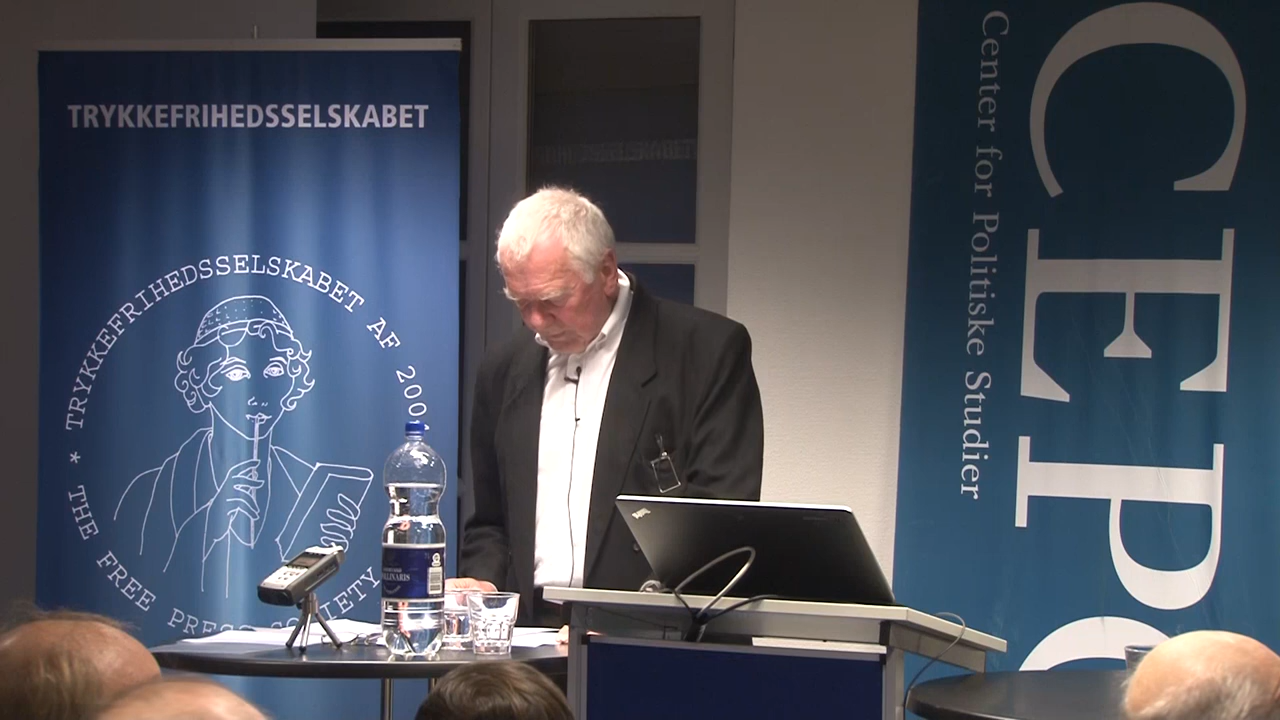 TRYKKEFRIHEDSSELSKABET
* TRYKKEFRIHEDSSELSKABET AF 200
THE FREE PRESS SOCIETY
Center for Politiske Studier
CEPO